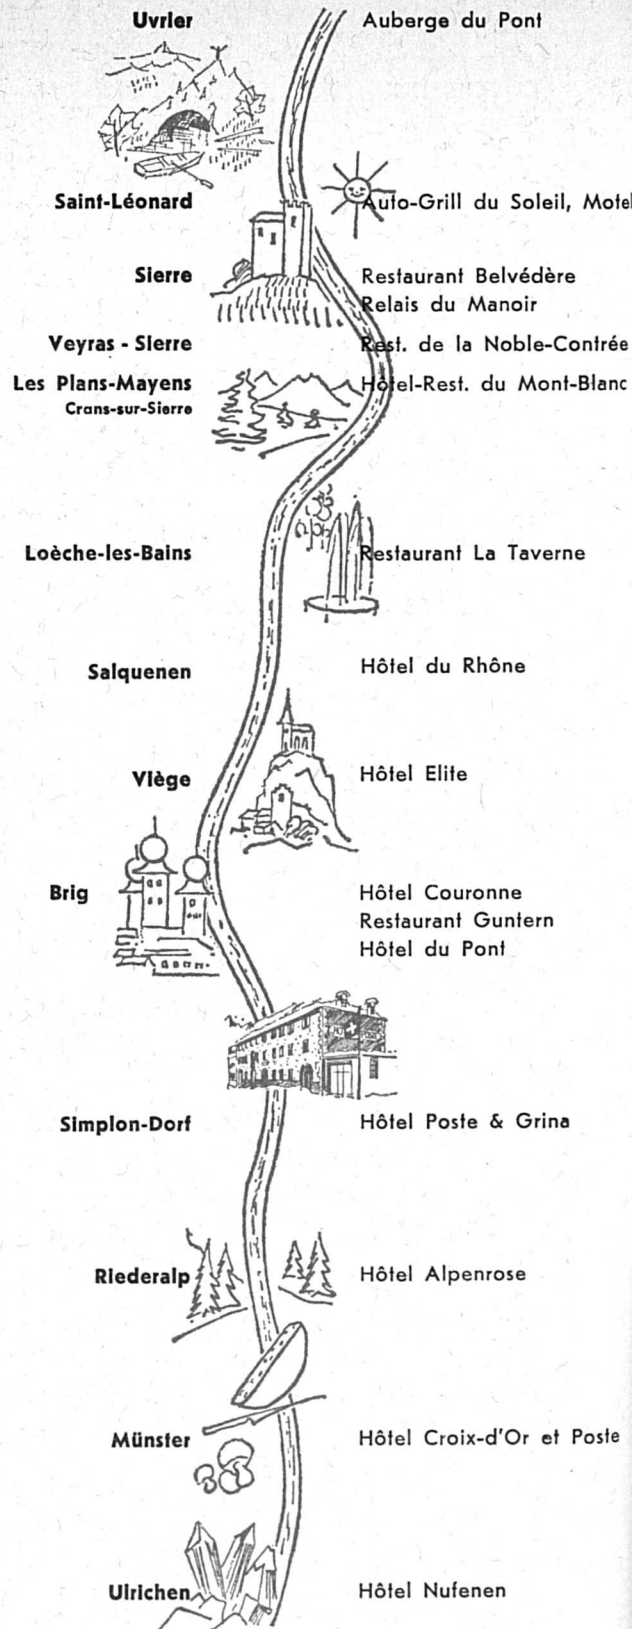 Uvrier
Auberge du Pont
Saint-Léonard
Auto-Grill du Soleil, Motel
Sierre
Restaurant Belvédère
Relais du Manoir
Veyras - Sierre
Rest. de la Noble-Contrée
Les Plans-Mayens
Hôtel-Rest. du Mont-Blanc
Crans-sur-Sierre
Loèche-les-Bains
Restaurant La Taverne
Salquenen
Hôtel du Rhône
Viège
Hôtel Elite
Brig
Hôtel Couronne
Restaurant Guntern
Hôtel du Pont
Simplon-Dorf
Hôtel Poste & Grina
Riederalp
Hôtel Alpenrose
Münster
Hôtel Croix-d'Or et Poste
Ulrichen
Hôtel Nufenen